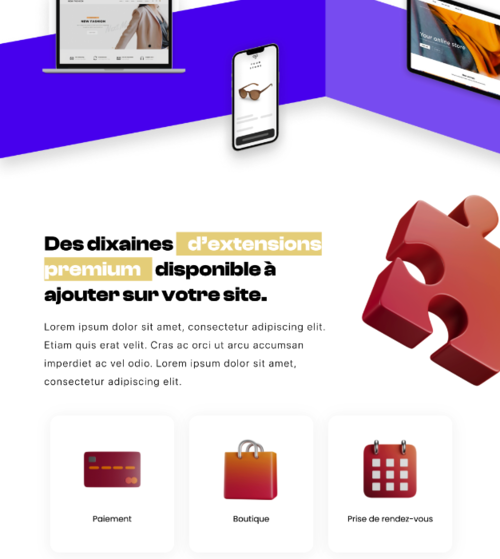 NEW FASHION
YOUR
STORE
Your online store
Des dixaines d'extensions
premium disponible à
ajouter sur votre site.
Lorem ipsum dolor sit amet, consectetur adipiscing elit.
Etiam quis erat velit. Cras ac orci ut arcu accumsan
imperdiet ac vel odio. Lorem ipsum dolor sit amet,
consectetur adipiscing elit.
Paiement
Boutique
Prise de rendez-vous